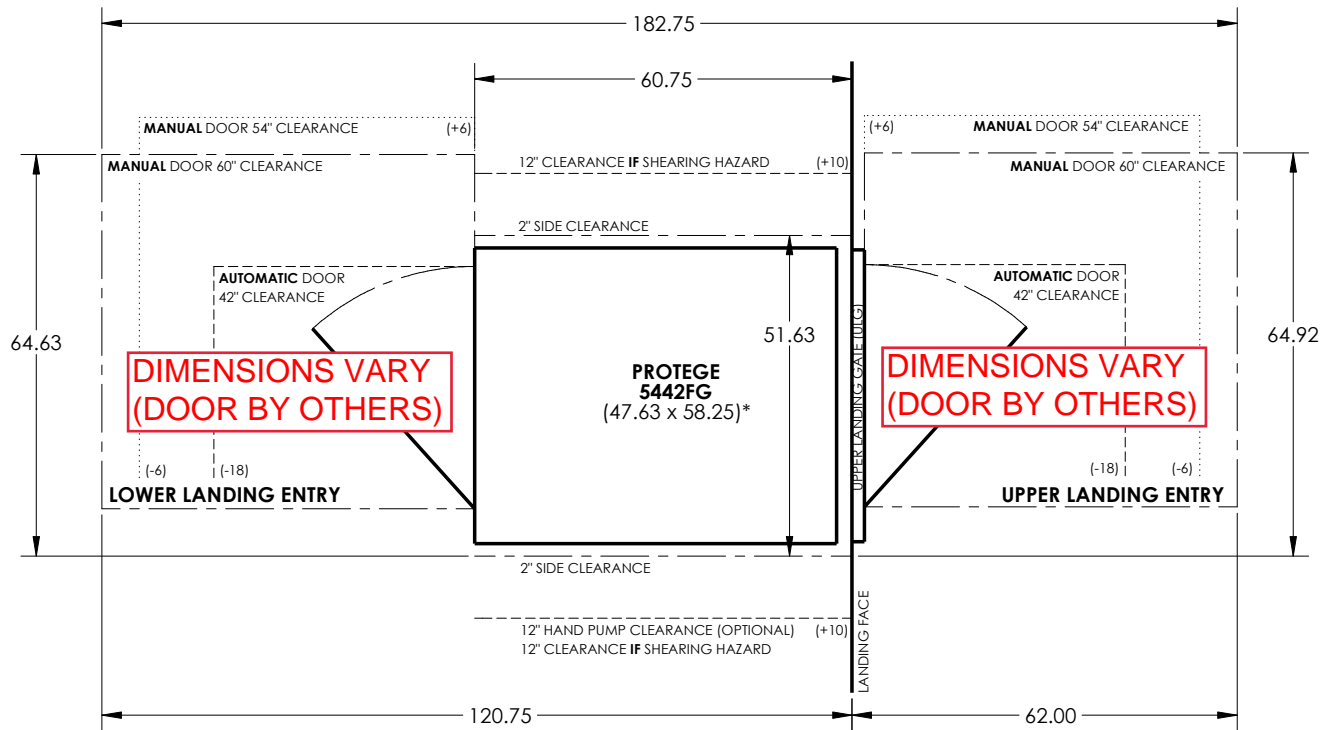 182.75
60.75
MANUAL DOOR 54" CLEARANCE (+6)
(+6) MANUAL DOOR 54" CLEARANCE
MANUAL DOOR 60" CLEARANCE
12" CLEARANCE IF SHEARING HAZARD (+10)
MANUAL DOOR 60" CLEARANCE
2" SIDE CLEARANCE
AUTOMATIC DOOR
42" CLEARANCE
AUTOMATIC DOOR
42" CLEARANCE
64.63
51.63
64.92
DIMENSIONS VARY
(DOOR BY OTHERS)
PROTEGE
5442FG
(47.63 x 58.25)*
UPPER LANDING GATE (ULG)
DIMENSIONS VARY
(DOOR BY OTHERS)
(-6) (-18)
(-18) (-6)
LOWER LANDING ENTRY
UPPER LANDING ENTRY
2" SIDE CLEARANCE
12" HAND PUMP CLEARANCE (OPTIONAL) (+10)
12" CLEARANCE IF SHEARING HAZARD
LANDING FACE
120.75
62.00